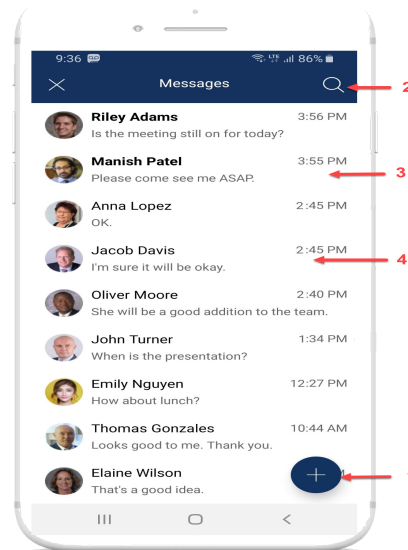 9:36
LTE 86%
Messages
2
Riley Adams 3:56 PM
Is the meeting still on for today?
Manish Patel 3:55 PM
Please come see me ASAP.
3
Anna Lopez 2:45 PM
OK.
Jacob Davis 2:45 PM
I'm sure it will be okay.
4
Oliver Moore 2:40 PM
She will be a good addition to the team.
John Turner 1:34 PM
When is the presentation?
Emily Nguyen 12:27 PM
How about lunch?
Thomas Gonzales 10:44 AM
Looks good to me. Thank you.
Elaine Wilson
That's a good idea.